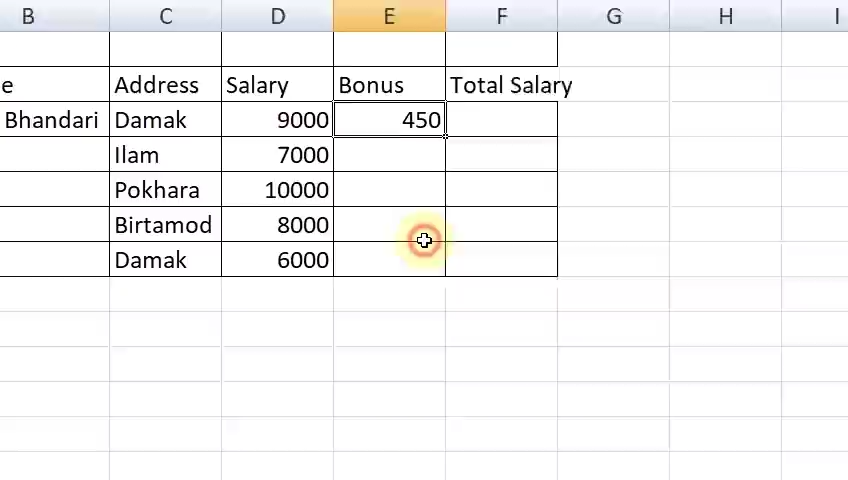 B C D E F G H I
e Address Salary Bonus Total Salary
Bhandari Damak 9000 450
Ilam 7000
Pokhara 10000
Birtamod 8000
Damak 6000